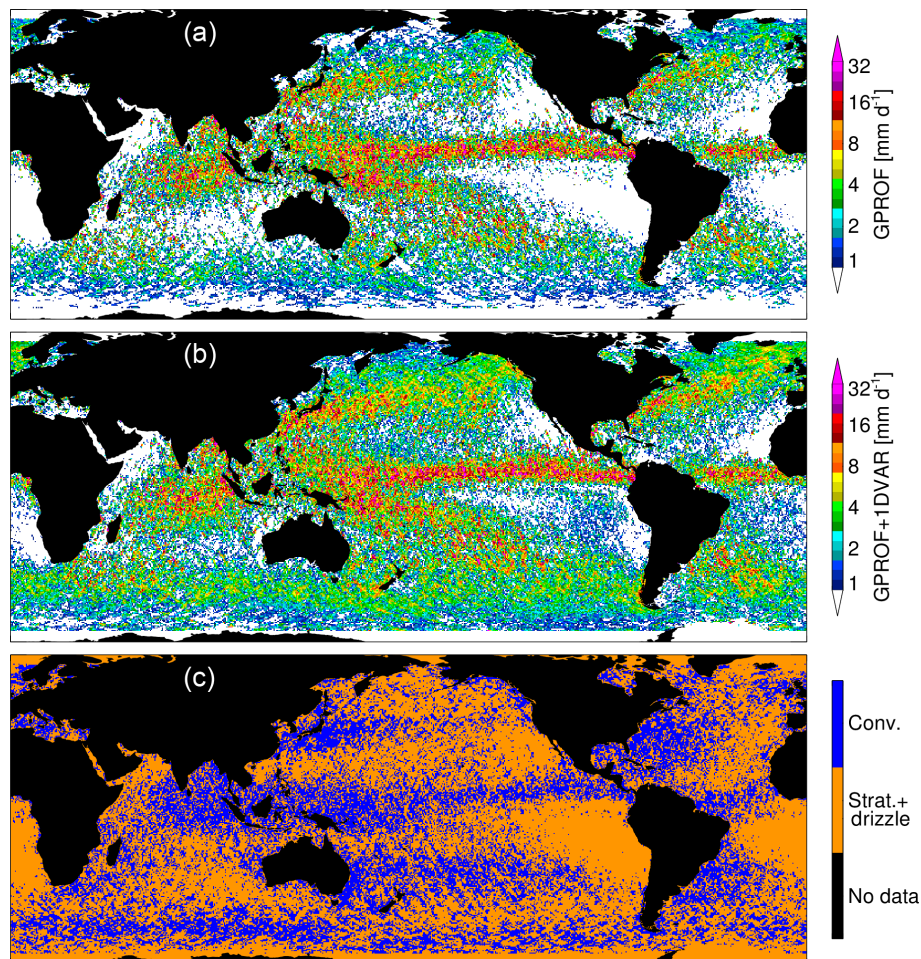 (a)
32
16
8
4
2
1
GPROF [mm d⁻¹]
(b)
32
16
8
4
2
1
GPROF+1DVAR [mm d⁻¹]
(c)
Conv.
Strat.+
drizzle
No data